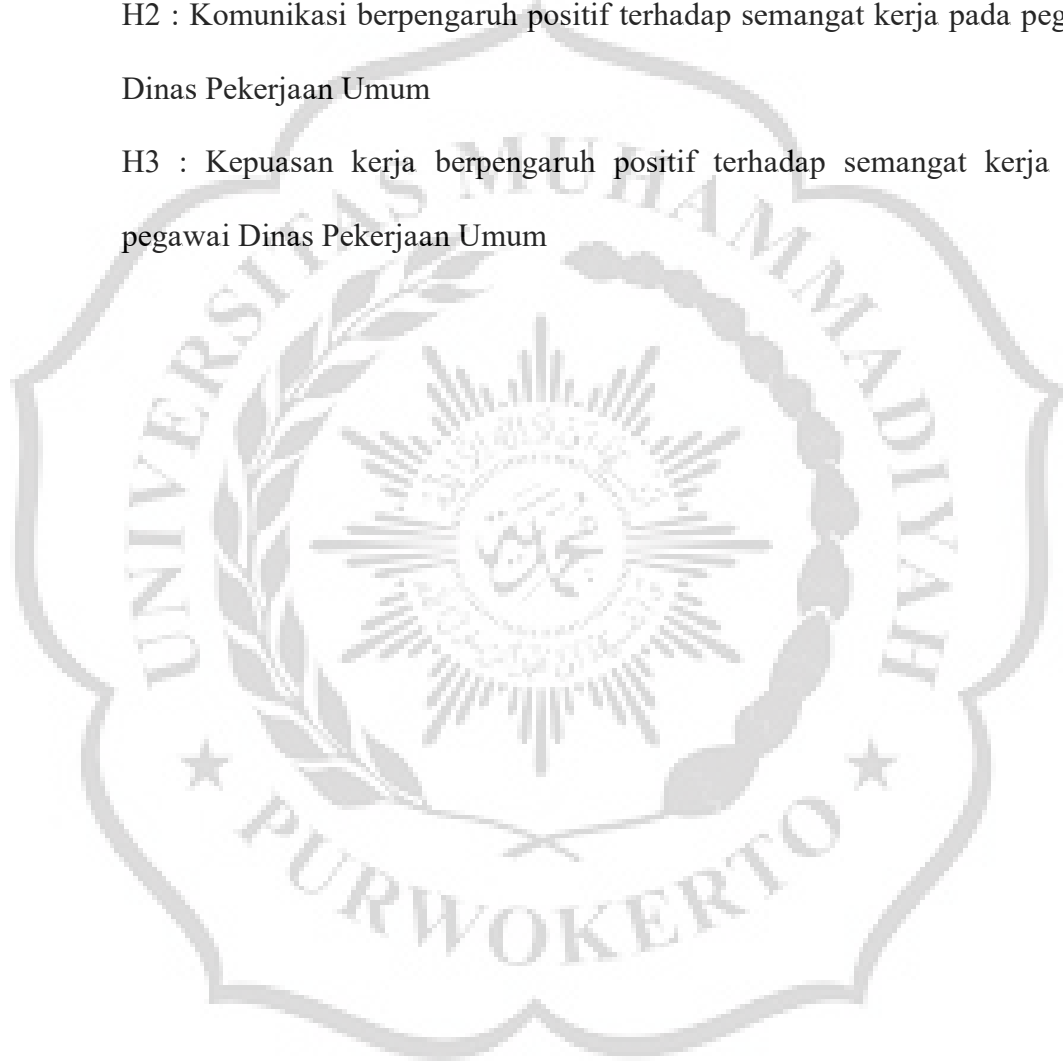 H2 : Komunikasi berpengaruh positif terhadap semangat kerja pada peg
Dinas Pekerjaan Umum
H3 : Kepuasan kerja berpengaruh positif terhadap semangat kerja
pegawai Dinas Pekerjaan Umum
UNIVERSITAS MUHAMMADIYAH
PURWOKERTO